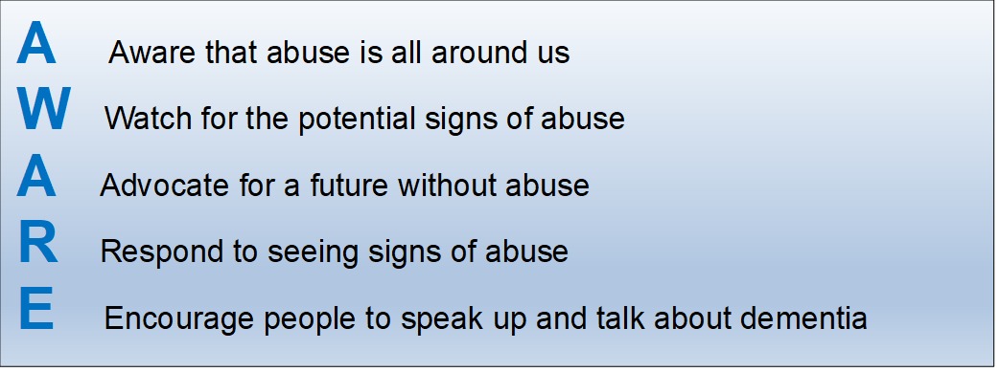 A Aware that abuse is all around us
W Watch for the potential signs of abuse
A Advocate for a future without abuse
R Respond to seeing signs of abuse
E Encourage people to speak up and talk about dementia